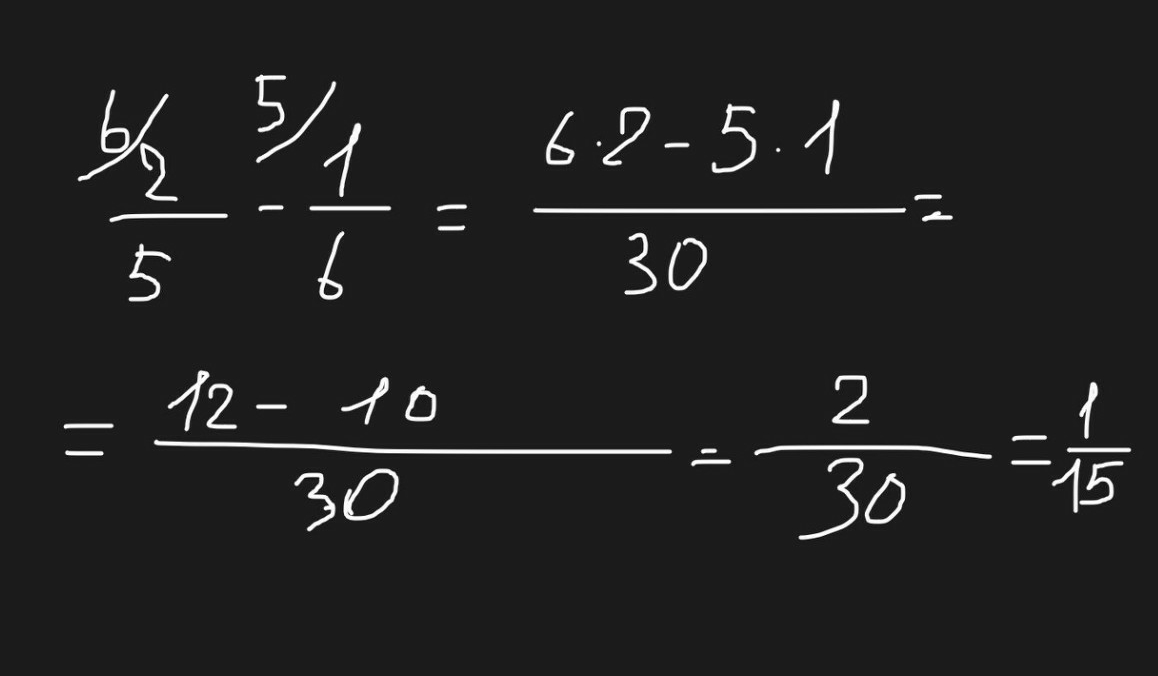 6/2/5 - 5/1/6 = (6·2 - 5·1)/30 =
= (12 - 10)/30 = 2/30 = 1/15